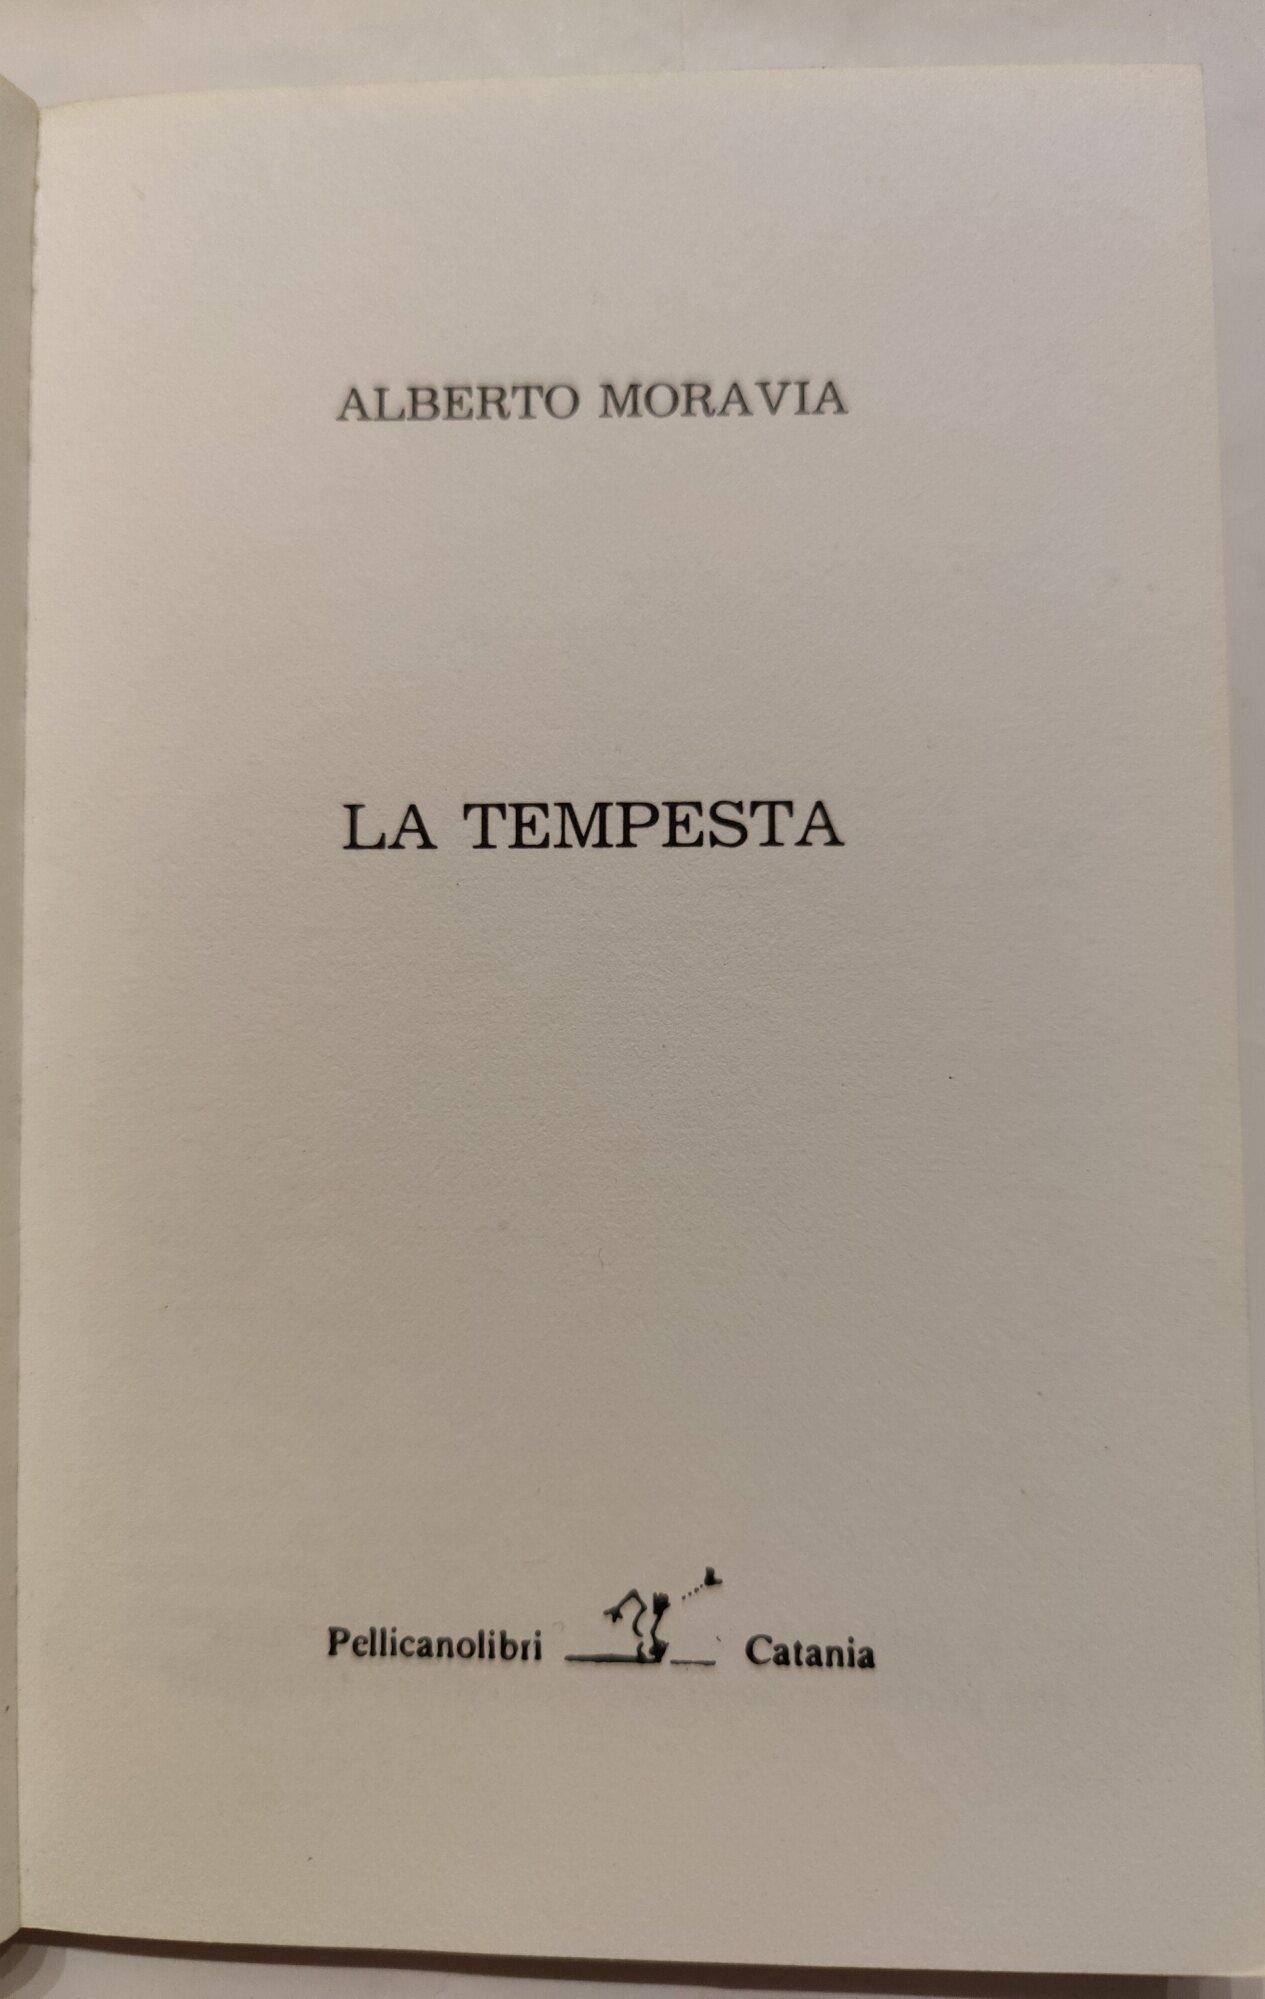 ALBERTO MORAVIA
LA TEMPESTA
Pellicanolibri Catania